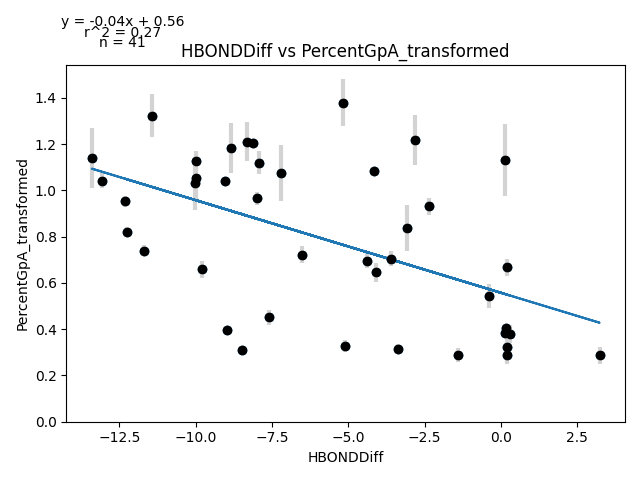 y = -0.04x + 0.56
r^2 = 0.27
n = 41
HBONDDiff vs PercentGpA_transformed
PercentGpA_transformed
1.4
1.2
1.0
0.8
0.6
0.4
0.2
0.0
−12.5 −10.0 −7.5 −5.0 −2.5 0.0 2.5
HBONDDiff